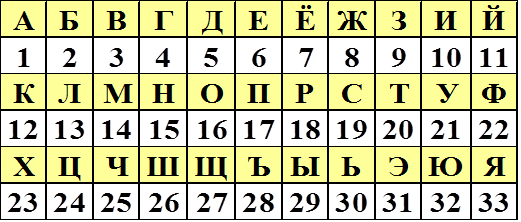 А Б В Г Д Е Ё Ж З И Й
1 2 3 4 5 6 7 8 9 10 11
К Л М Н О П Р С Т У Ф
12 13 14 15 16 17 18 19 20 21 22
Х Ц Ч Ш Щ Ъ Ы Ь Э Ю Я
23 24 25 26 27 28 29 30 31 32 33